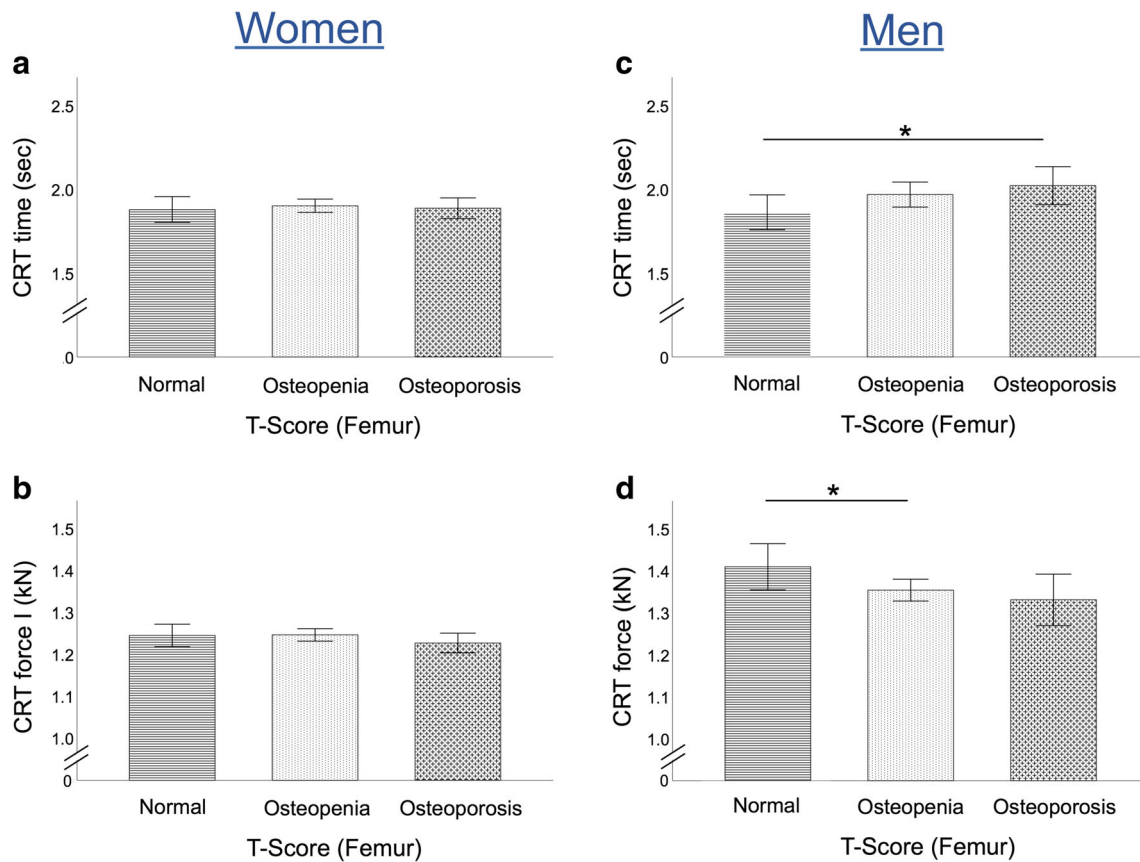 Women
Men
a
CRT time (sec)
2.5
2.0
1.5
.0
Normal
Osteopenia
Osteoporosis
T-Score (Femur)
c
CRT time (sec)
2.5
2.0
1.5
0
*
Normal
Osteopenia
Osteoporosis
T-Score (Femur)
b
CRT force I (kN)
1.5
1.4
1.3
1.2
1.1
1.0
0
Normal
Osteopenia
Osteoporosis
T-Score (Femur)
d
CRT force (kN)
1.5
1.4
1.3
1.2
1.1
1.0
0
*
Normal
Osteopenia
Osteoporosis
T-Score (Femur)